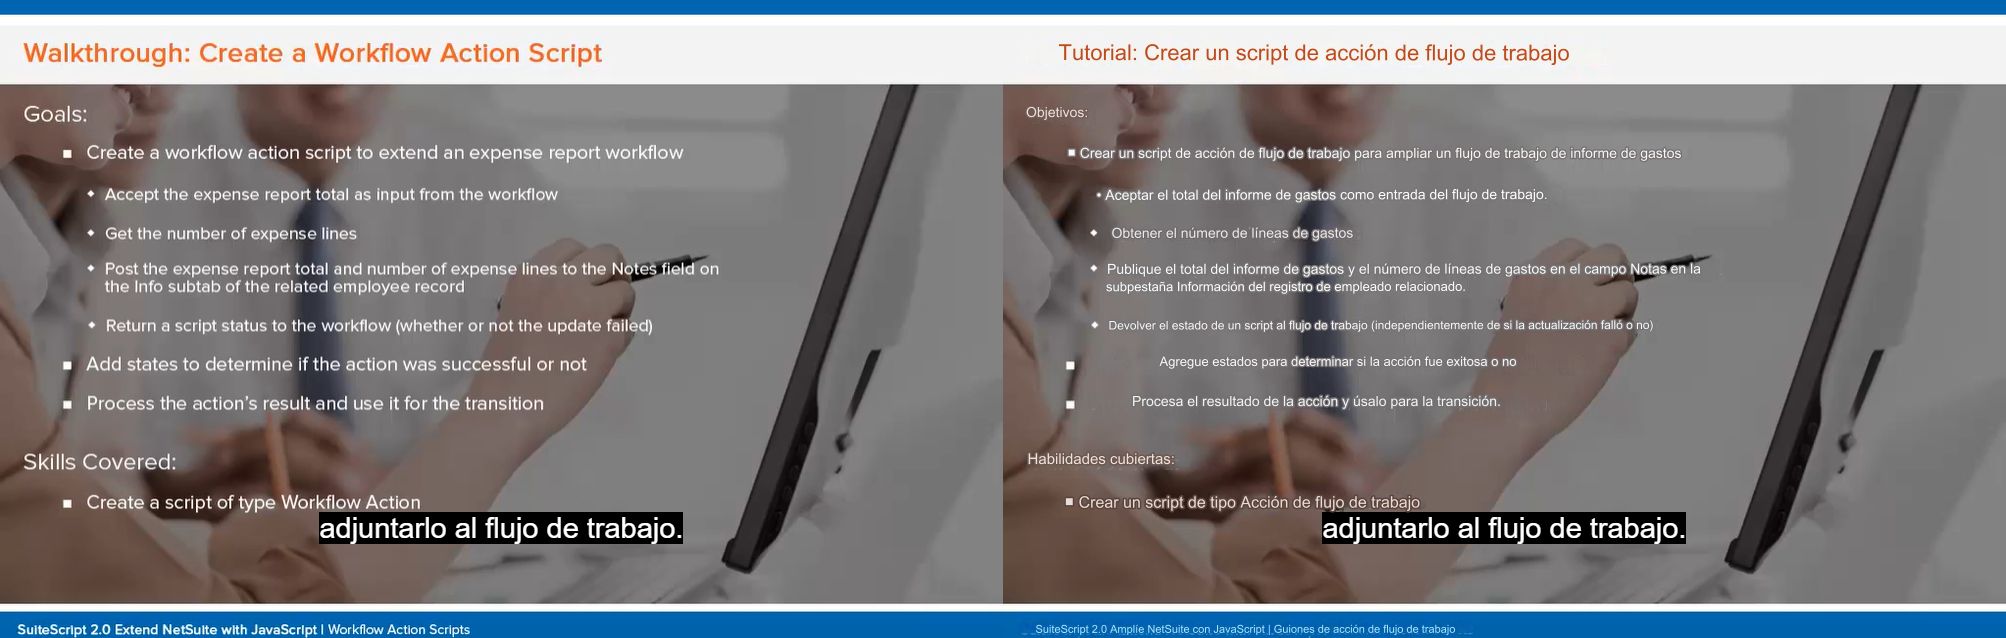 Walkthrough: Create a Workflow Action Script
Goals:
▪ Create a workflow action script to extend an expense report workflow
◆ Accept the expense report total as input from the workflow
◆ Get the number of expense lines
◆ Post the expense report total and number of expense lines to the Notes field on
the Info subtab of the related employee record
◆ Return a script status to the workflow (whether or not the update failed)
▪ Add states to determine if the action was successful or not
▪ Process the action's result and use it for the transition
Skills Covered:
▪ Create a script of type Workflow Action
adjuntarlo al flujo de trabajo.
SuiteScript 2.0 Extend NetSuite with JavaScript | Workflow Action Scripts
Tutorial: Crear un script de acción de flujo de trabajo
Objetivos:
▪ Crear un script de acción de flujo de trabajo para ampliar un flujo de trabajo de informe de gastos
• Aceptar el total del informe de gastos como entrada del flujo de trabajo.
◆ Obtener el número de líneas de gastos
◆ Publique el total del informe de gastos y el número de líneas de gastos en el campo Notas en la
subpestaña Información del registro de empleado relacionado.
◆ Devolver el estado de un script al flujo de trabajo (independientemente de si la actualización falló o no)
▪ Agregue estados para determinar si la acción fue exitosa o no
▪ Procesa el resultado de la acción y úsalo para la transición.
Habilidades cubiertas:
▪ Crear un script de tipo Acción de flujo de trabajo
adjuntarlo al flujo de trabajo.
SuiteScript 2.0 Amplíe NetSuite con JavaScript | Guiones de acción de flujo de trabajo